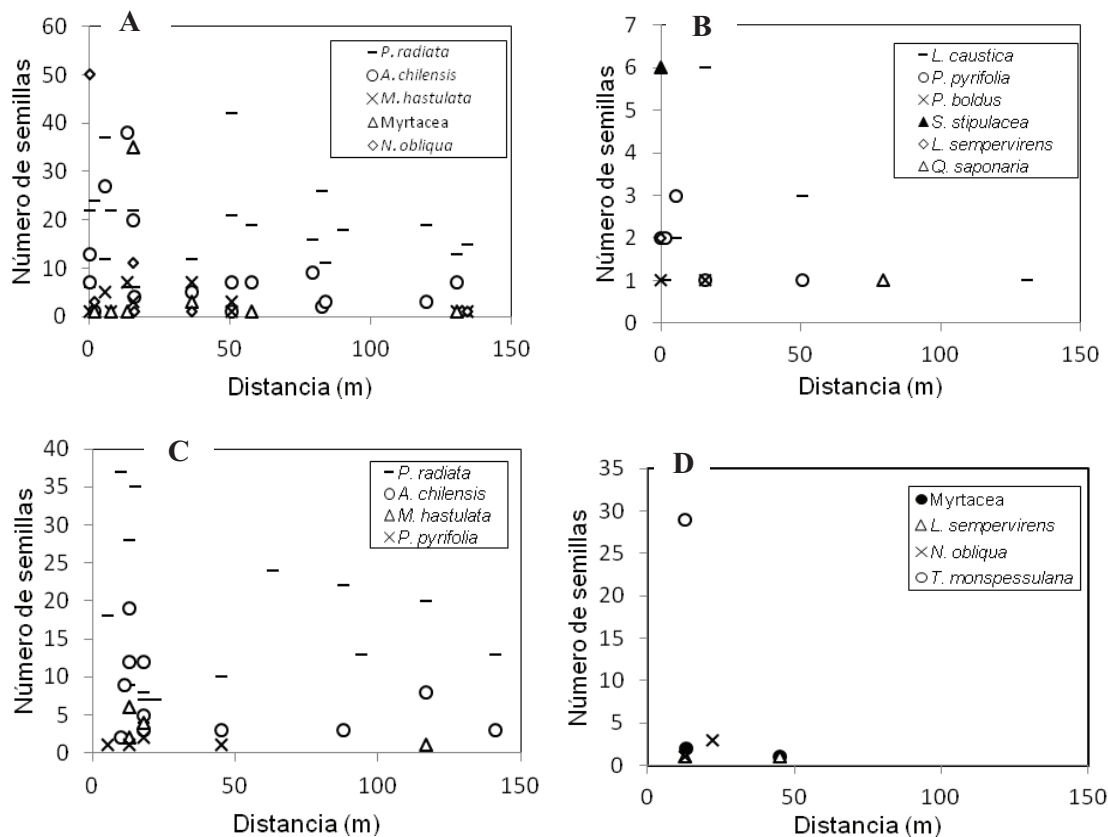 A
Número de semillas
60
50
40
30
20
10
0
P. radiata
A. chilensis
M. hastulata
Myrtacea
N. obliqua
0 50 100 150
Distancia (m)
B
Número de semillas
7
6
5
4
3
2
1
0
L. caustica
P. pyrifolia
P. boldus
S. stipulacea
L. sempervirens
Q. saponaria
0 50 100 150
Distancia (m)
C
Número de semillas
40
35
30
25
20
15
10
5
0
P. radiata
A. chilensis
M. hastulata
P. pyrifolia
0 50 100 150
Distancia (m)
D
Número de semillas
35
30
25
20
15
10
5
0
Myrtacea
L. sempervirens
N. obliqua
T. monspessulana
0 50 100 150
Distancia (m)